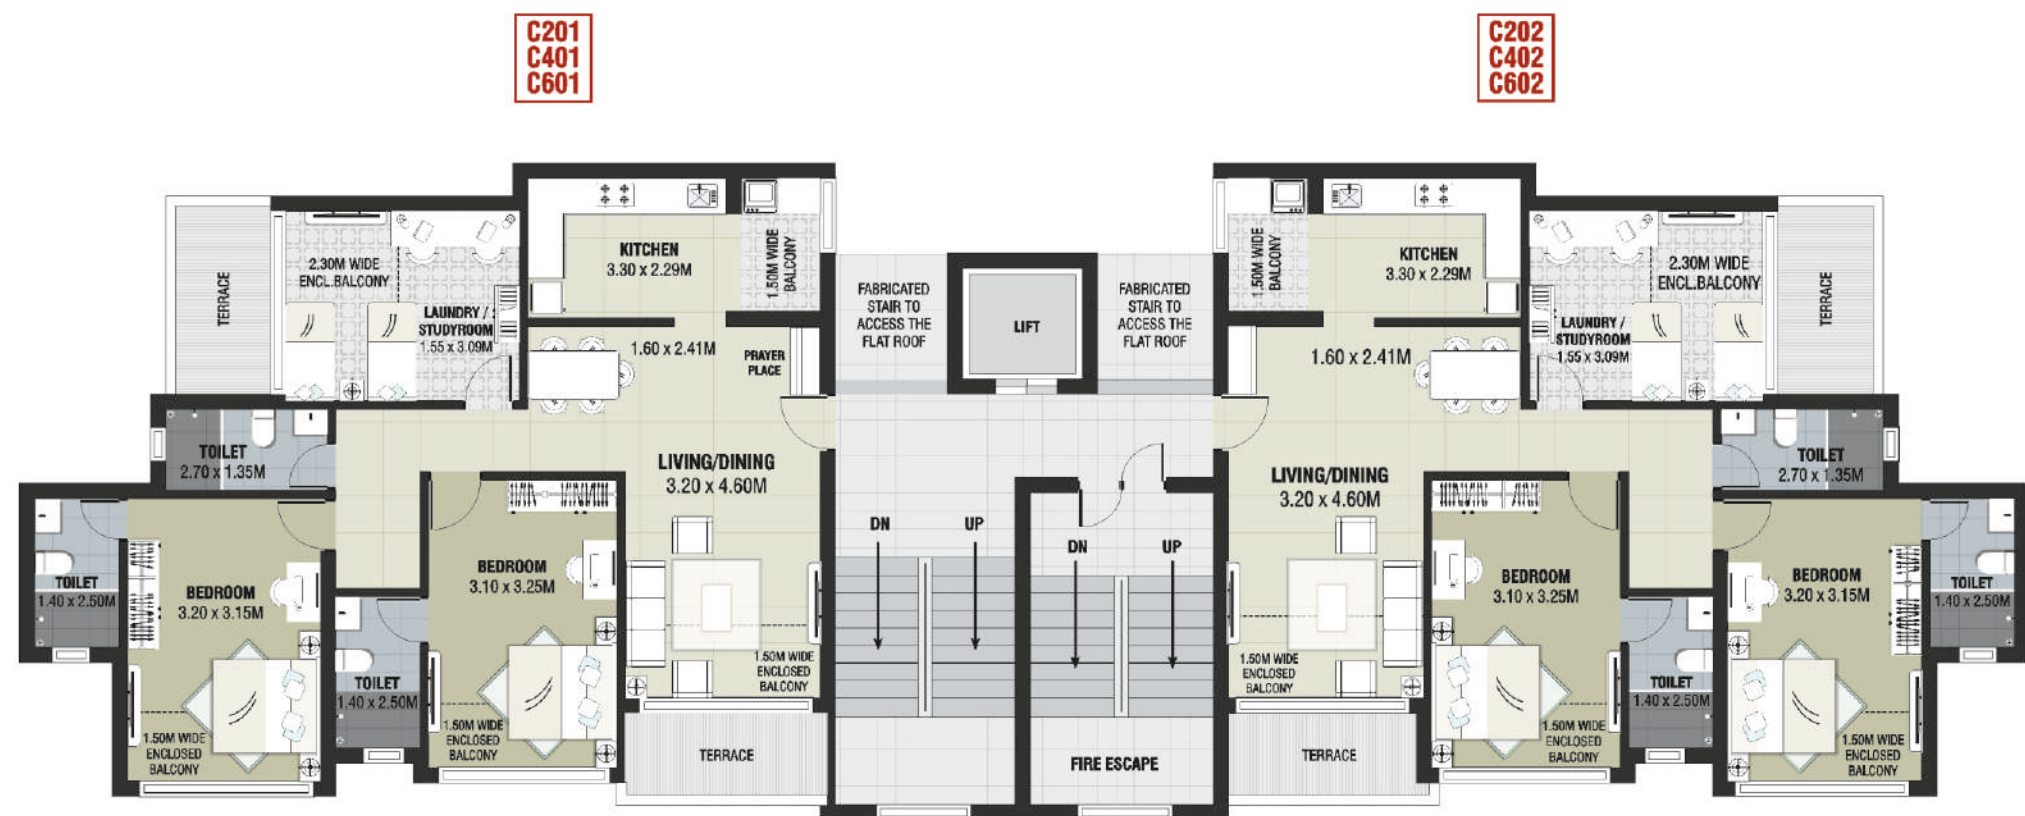 C201
C401
C601
C202
C402
C602
TERRACE
2.30M WIDE
ENCL.BALCONY
LAUNDRY /
STUDYROOM
1.55 x 3.09M
KITCHEN
3.30 x 2.29M
1.50M WIDE
BALCONY
1.60 x 2.41M
PRAYER
PLACE
TOILET
2.70 x 1.35M
LIVING/DINING
3.20 x 4.60M
TOILET
1.40 x 2.50M
BEDROOM
3.20 x 3.15M
1.50M WIDE
ENCLOSED
BALCONY
TOILET
1.40 x 2.50M
BEDROOM
3.10 x 3.25M
1.50M WIDE
ENCLOSED
BALCONY
1.50M WIDE
ENCLOSED
BALCONY
TERRACE
FABRICATED
STAIR TO
ACCESS THE
FLAT ROOF
LIFT
FABRICATED
STAIR TO
ACCESS THE
FLAT ROOF
DN
UP
DN
UP
FIRE ESCAPE
1.50M WIDE
BALCONY
KITCHEN
3.30 x 2.29M
2.30M WIDE
ENCL.BALCONY
TERRACE
LAUNDRY /
STUDYROOM
1.55 x 3.09M
1.60 x 2.41M
LIVING/DINING
3.20 x 4.60M
TOILET
2.70 x 1.35M
BEDROOM
3.10 x 3.25M
BEDROOM
3.20 x 3.15M
TOILET
1.40 x 2.50M
1.50M WIDE
ENCLOSED
BALCONY
TOILET
1.40 x 2.50M
1.50M WIDE
ENCLOSED
BALCONY
1.50M WIDE
ENCLOSED
BALCONY
TERRACE